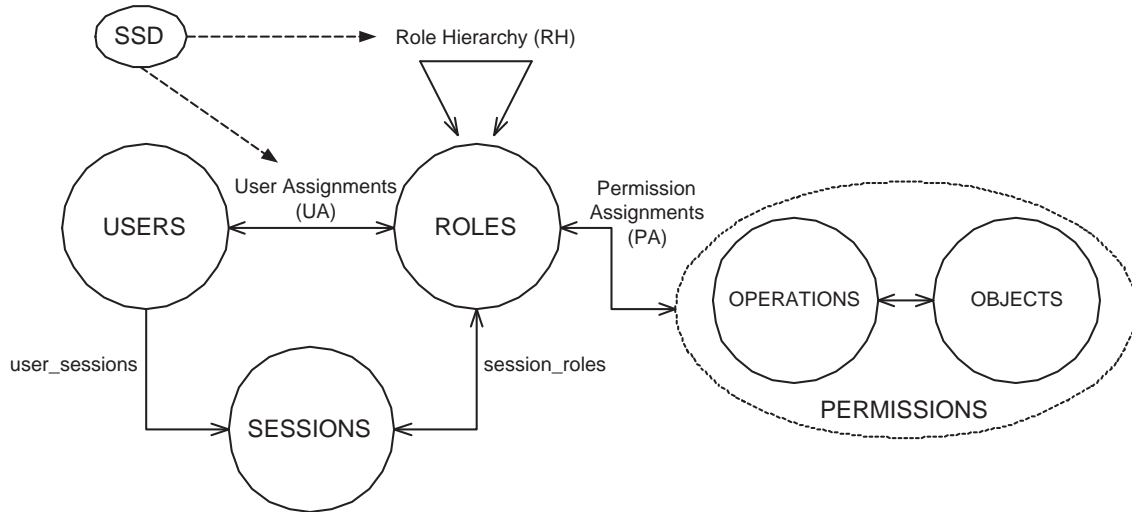 SSD
Role Hierarchy (RH)
User Assignments
(UA)
Permission
Assignments
(PA)
USERS
ROLES
OPERATIONS
OBJECTS
user_sessions
session_roles
SESSIONS
PERMISSIONS